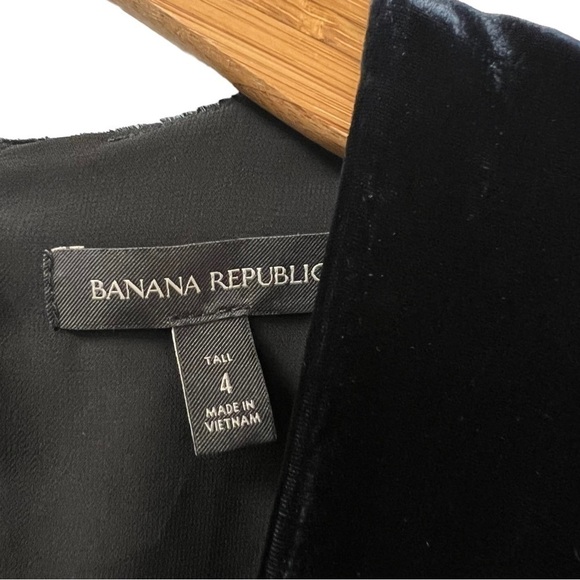 BANANA REPUBLIC
TALL
4
MADE IN
VIETNAM